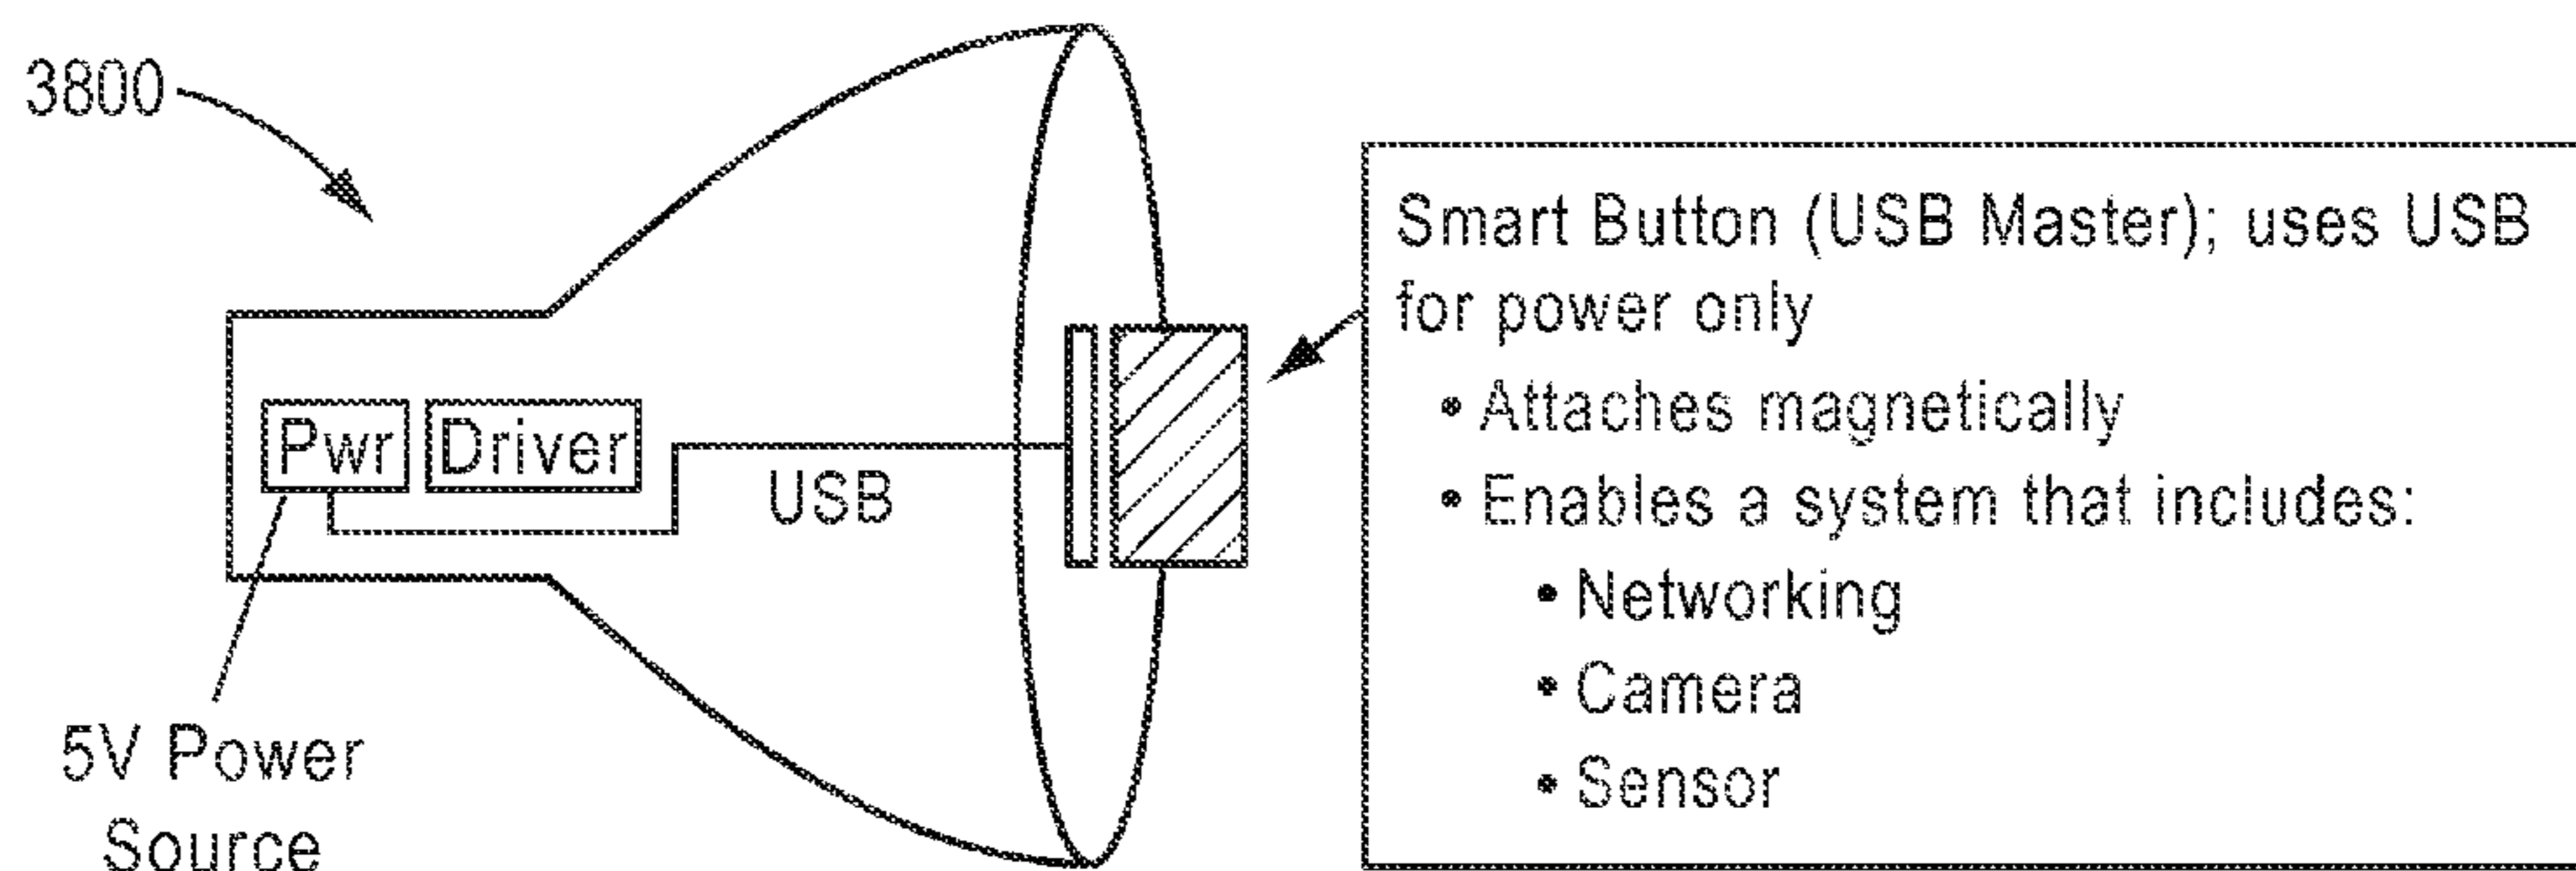 3800
Pwr
Driver
USB
5V Power
Source
Smart Button (USB Master); uses USB
for power only
• Attaches magnetically
• Enables a system that includes:
• Networking
• Camera
• Sensor